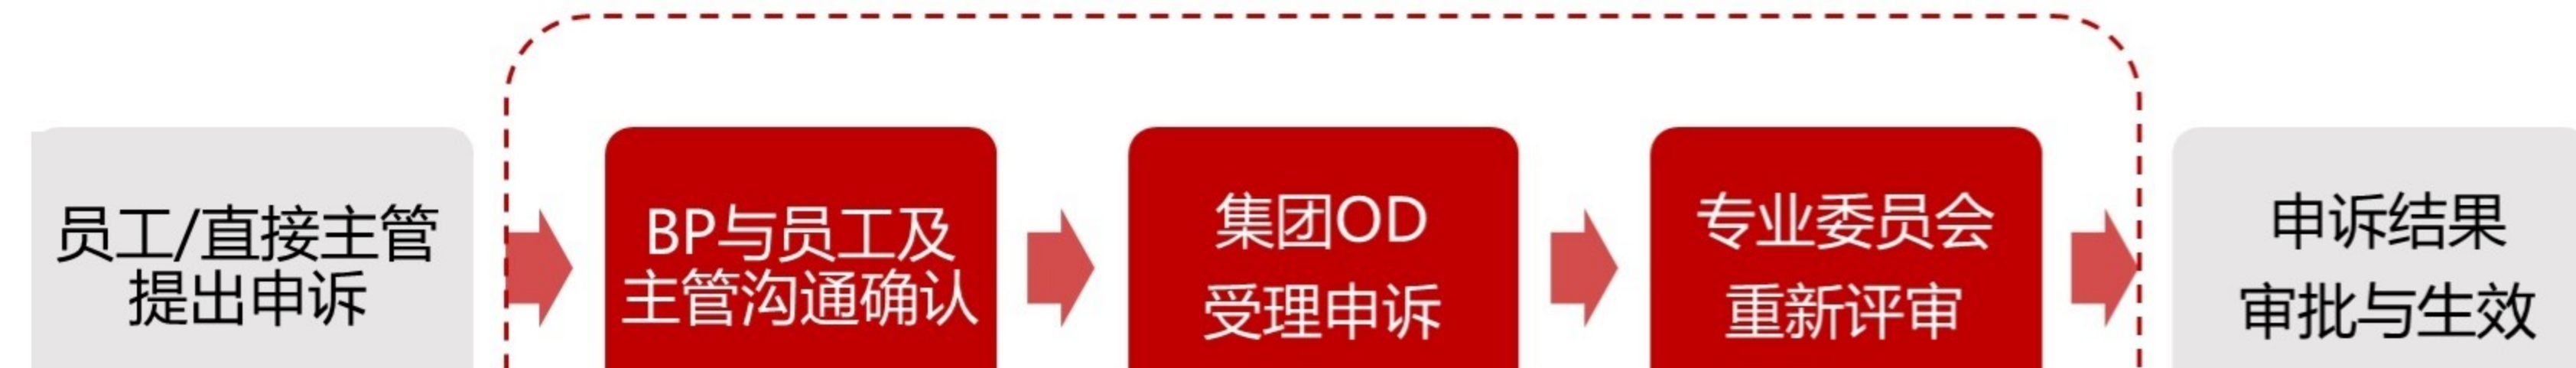 员工/直接主管
提出申诉
BP与员工及
主管沟通确认
集团OD
受理申诉
专业委员会
重新评审
申诉结果
审批与生效